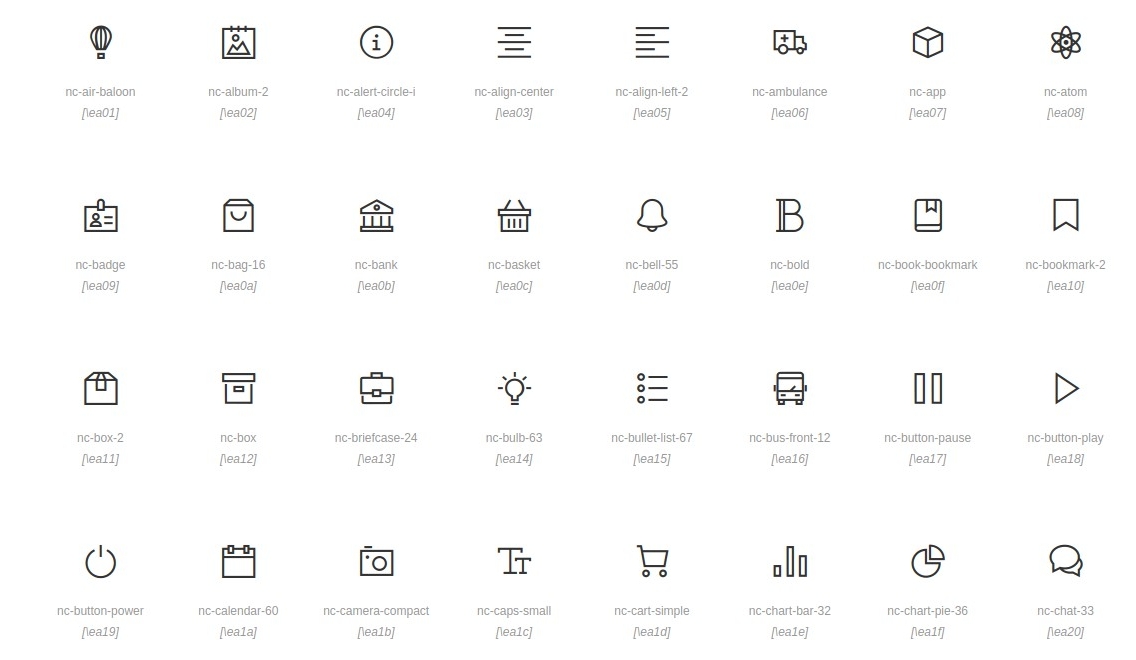 nc-air-baloon nc-album-2 nc-alert-circle-i nc-align-center nc-align-left-2 nc-ambulance nc-app nc-atom
[\ea01] [\ea02] [\ea04] [\ea03] [\ea05] [\ea06] [\ea07] [\ea08]
nc-badge nc-bag-16 nc-bank nc-basket nc-bell-55 nc-bold nc-book-bookmark nc-bookmark-2
[\ea09] [\ea0a] [\ea0b] [\ea0c] [\ea0d] [\ea0e] [\ea0f] [\ea10]
nc-box-2 nc-box nc-briefcase-24 nc-bulb-63 nc-bullet-list-67 nc-bus-front-12 nc-button-pause nc-button-play
[\ea11] [\ea12] [\ea13] [\ea14] [\ea15] [\ea16] [\ea17] [\ea18]
nc-button-power nc-calendar-60 nc-camera-compact nc-caps-small nc-cart-simple nc-chart-bar-32 nc-chart-pie-36 nc-chat-33
[\ea19] [\ea1a] [\ea1b] [\ea1c] [\ea1d] [\ea1e] [\ea1f] [\ea20]